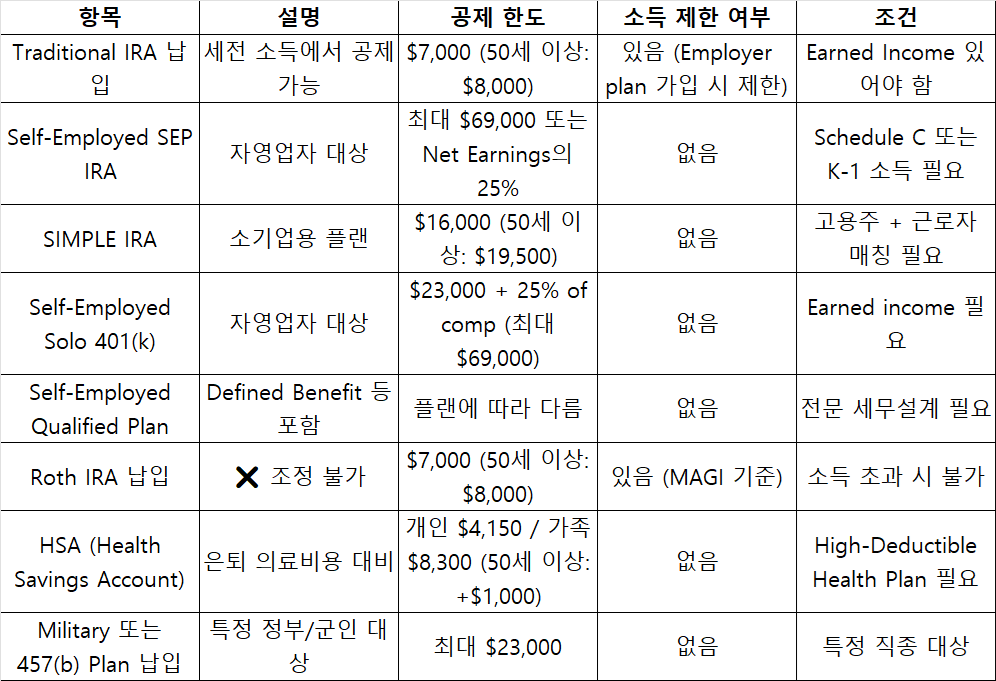 항목 설명 공제 한도 소득 제한 여부 조건
Traditional IRA 납
입
세전 소득에서 공제
가능
$7,000 (50세 이상:
$8,000)
있음 (Employer
plan 가입 시 제한)
Earned Income 있
어야 함
Self-Employed SEP
IRA
자영업자 대상
최대 $69,000 또는
Net Earnings의
25%
없음
Schedule C 또는
K-1 소득 필요
SIMPLE IRA
소기업용 플랜
$16,000 (50세 이
상: $19,500)
없음
고용주 + 근로자
매칭 필요
Self-Employed
Solo 401(k)
자영업자 대상
$23,000 + 25% of
comp (최대
$69,000)
없음
Earned income 필
요
Self-Employed
Qualified Plan
Defined Benefit 등
포함
플랜에 따라 다름
없음
전문 세무설계 필요
Roth IRA 납입
❌ 조정 불가
$7,000 (50세 이상:
$8,000)
있음 (MAGI 기준)
소득 초과 시 불가
HSA (Health
Savings Account)
은퇴 의료비용 대비
개인 $4,150 / 가족
$8,300 (50세 이상:
+$1,000)
없음
High-Deductible
Health Plan 필요
Military 또는
457(b) Plan 납입
특정 정부/군인 대
상
최대 $23,000
없음
특정 직종 대상